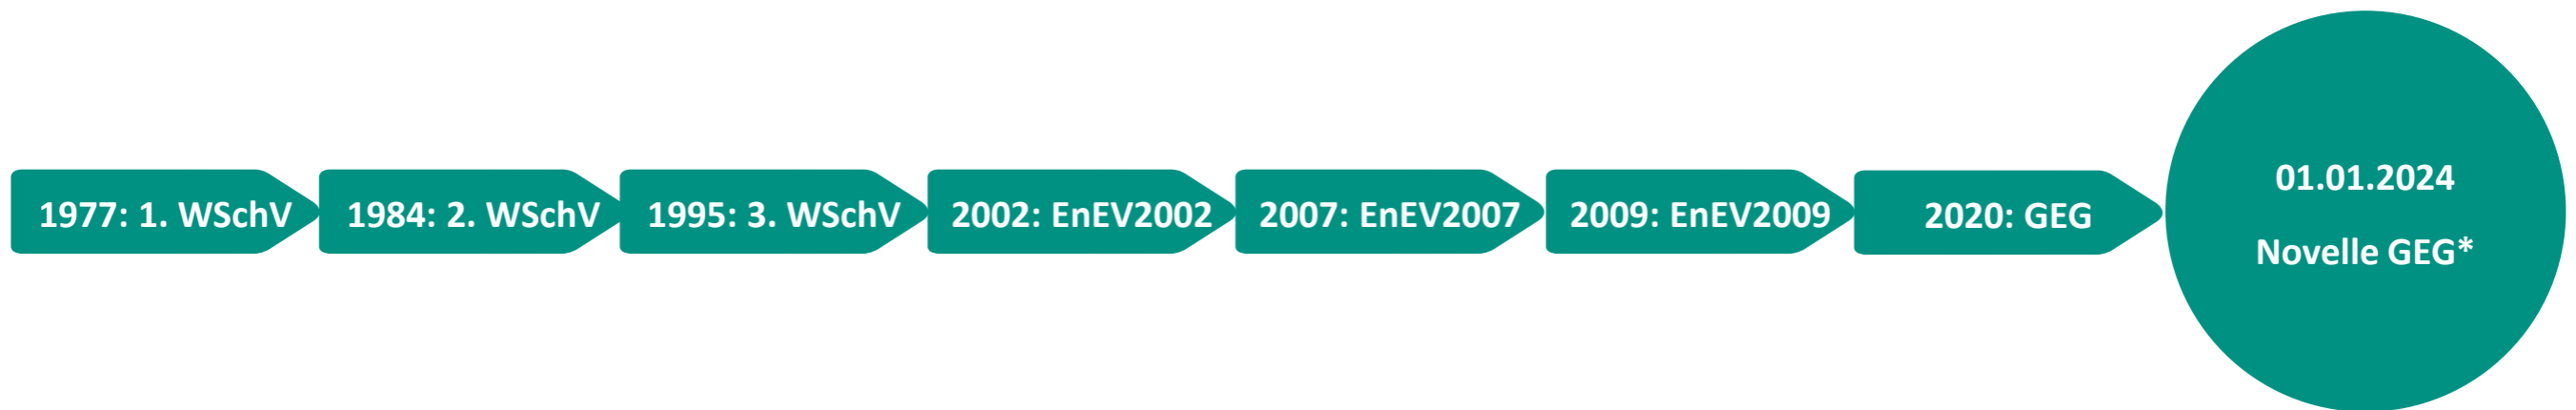 1977: 1. WSchV
1984: 2. WSchV
1995: 3. WSchV
2002: EnEV2002
2007: EnEV2007
2009: EnEV2009
2020: GEG
01.01.2024
Novelle GEG*